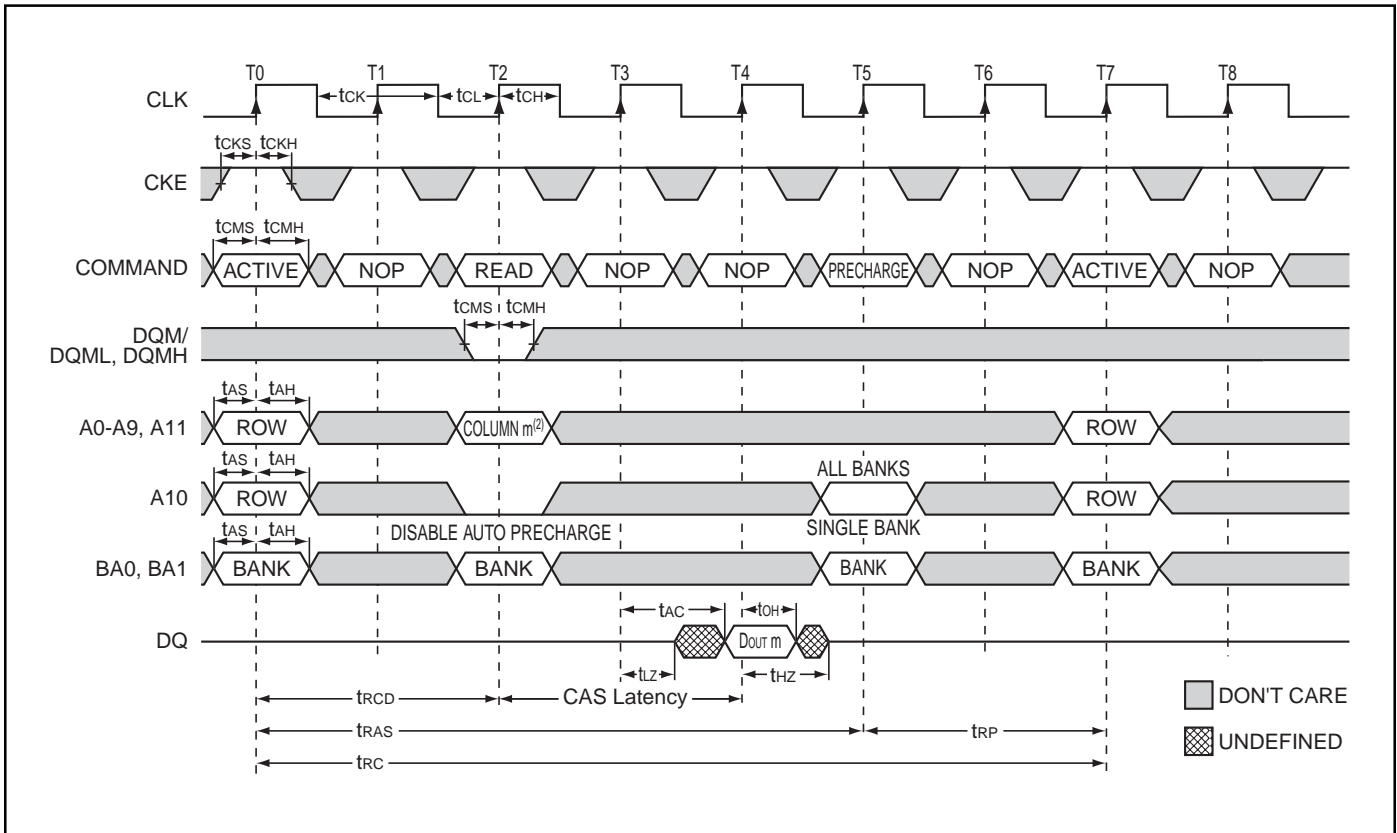 T0 T1 T2 T3 T4 T5 T6 T7 T8
CLK tCK tCL tCH
tCKS tCKH
CKE
tCMS tCMH
COMMAND ACTIVE NOP READ NOP NOP PRECHARGE NOP ACTIVE NOP
tCMS tCMH
DQM/
DQML, DQMH
tAS tAH
A0-A9, A11 ROW COLUMN m(2) ROW
tAS tAH ALL BANKS
A10 ROW ROW
tAS tAH DISABLE AUTO PRECHARGE SINGLE BANK
BA0, BA1 BANK BANK BANK BANK
tAC tOH
DQ DOUT m
tLZ tHZ
tRCD CAS Latency
DON'T CARE
tRAS tRP
UNDEFINED
tRC